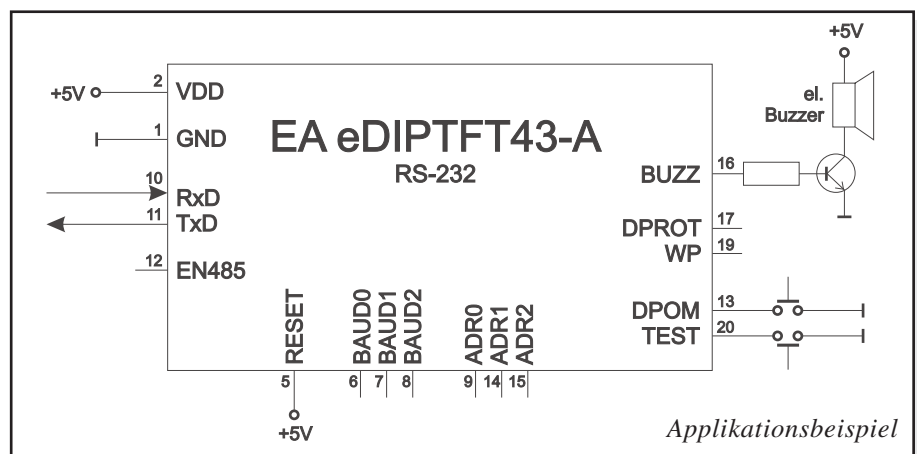 +5V
el.
Buzzer
+5V
2
VDD
1
GND
EA eDIPTFT43-A
RS-232
10
RxD
11
TxD
12
EN485
BUZZ
16
DPROT
17
WP
19
DPOM
13
TEST
20
RESET
BAUD0
BAUD1
BAUD2
ADR0
ADR1
ADR2
5
6
7
8
9
14
15
+5V
Applikationsbeispiel